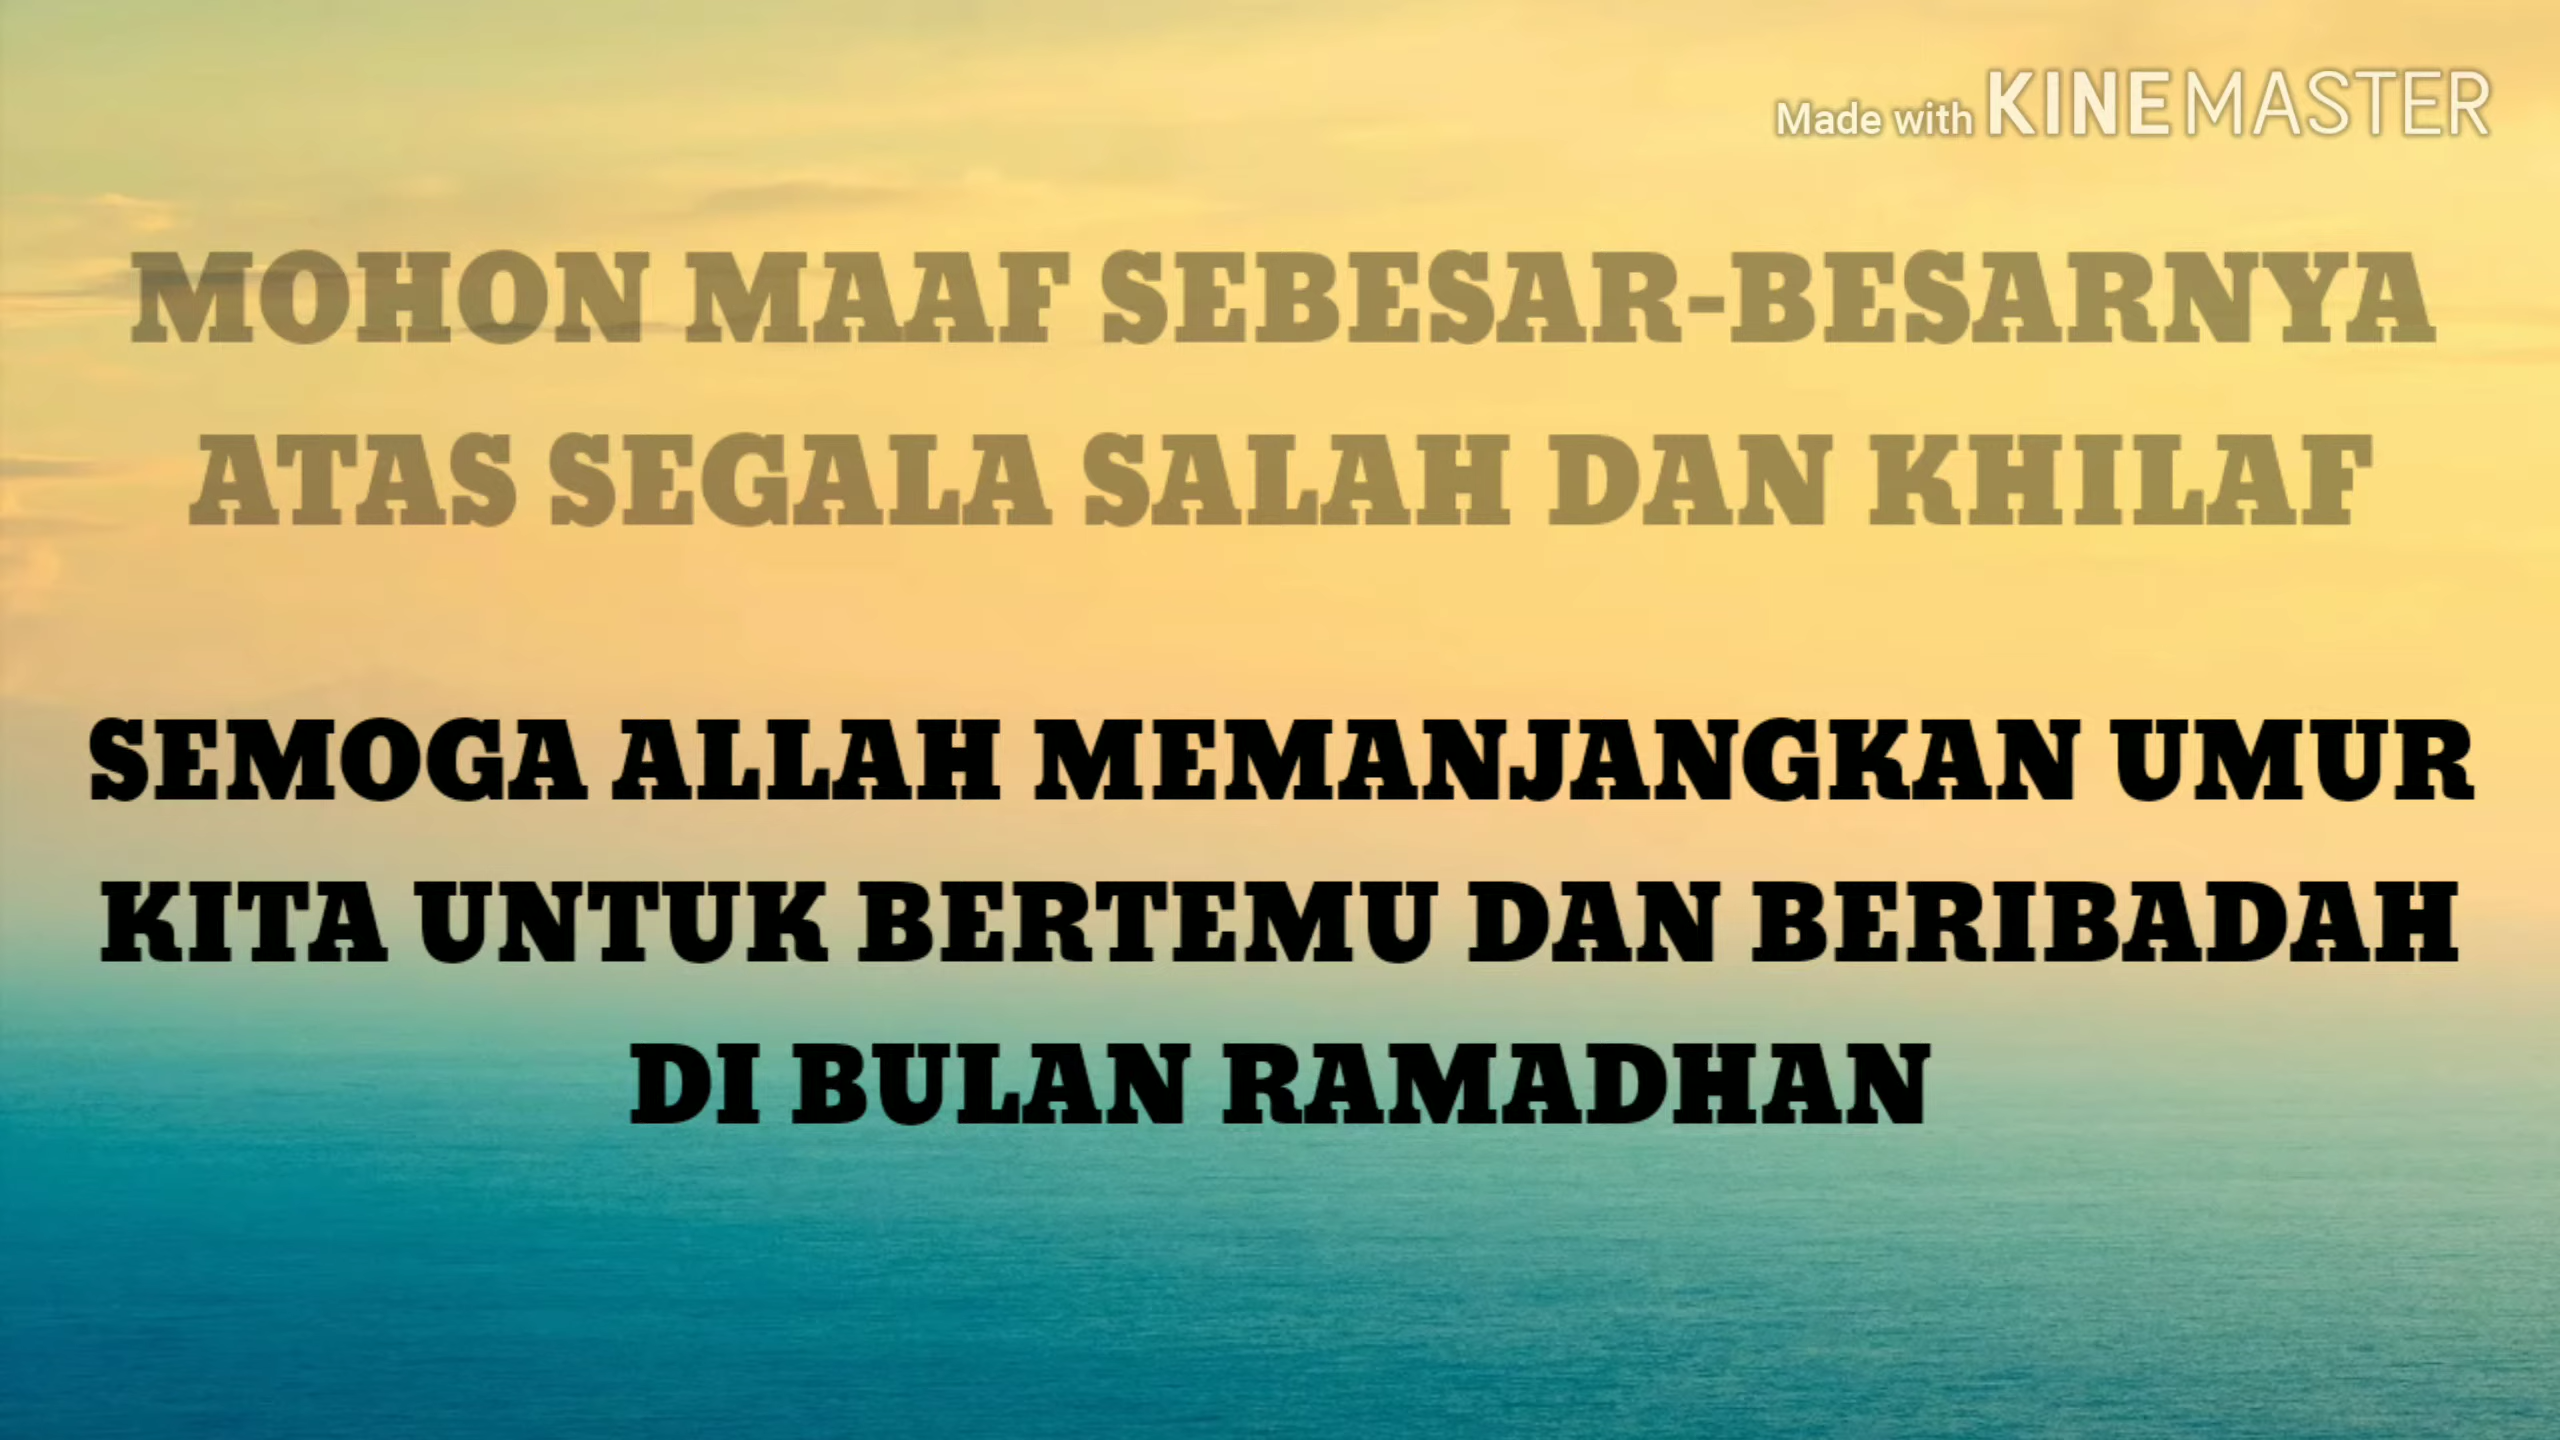 Made with KINEMASTER
MOHON MAAF SEBESAR-BESARNYA
ATAS SEGALA SALAH DAN KHILAF
SEMOGA ALLAH MEMANJANGKAN UMUR
KITA UNTUK BERTEMU DAN BERIBADAH
DI BULAN RAMADHAN